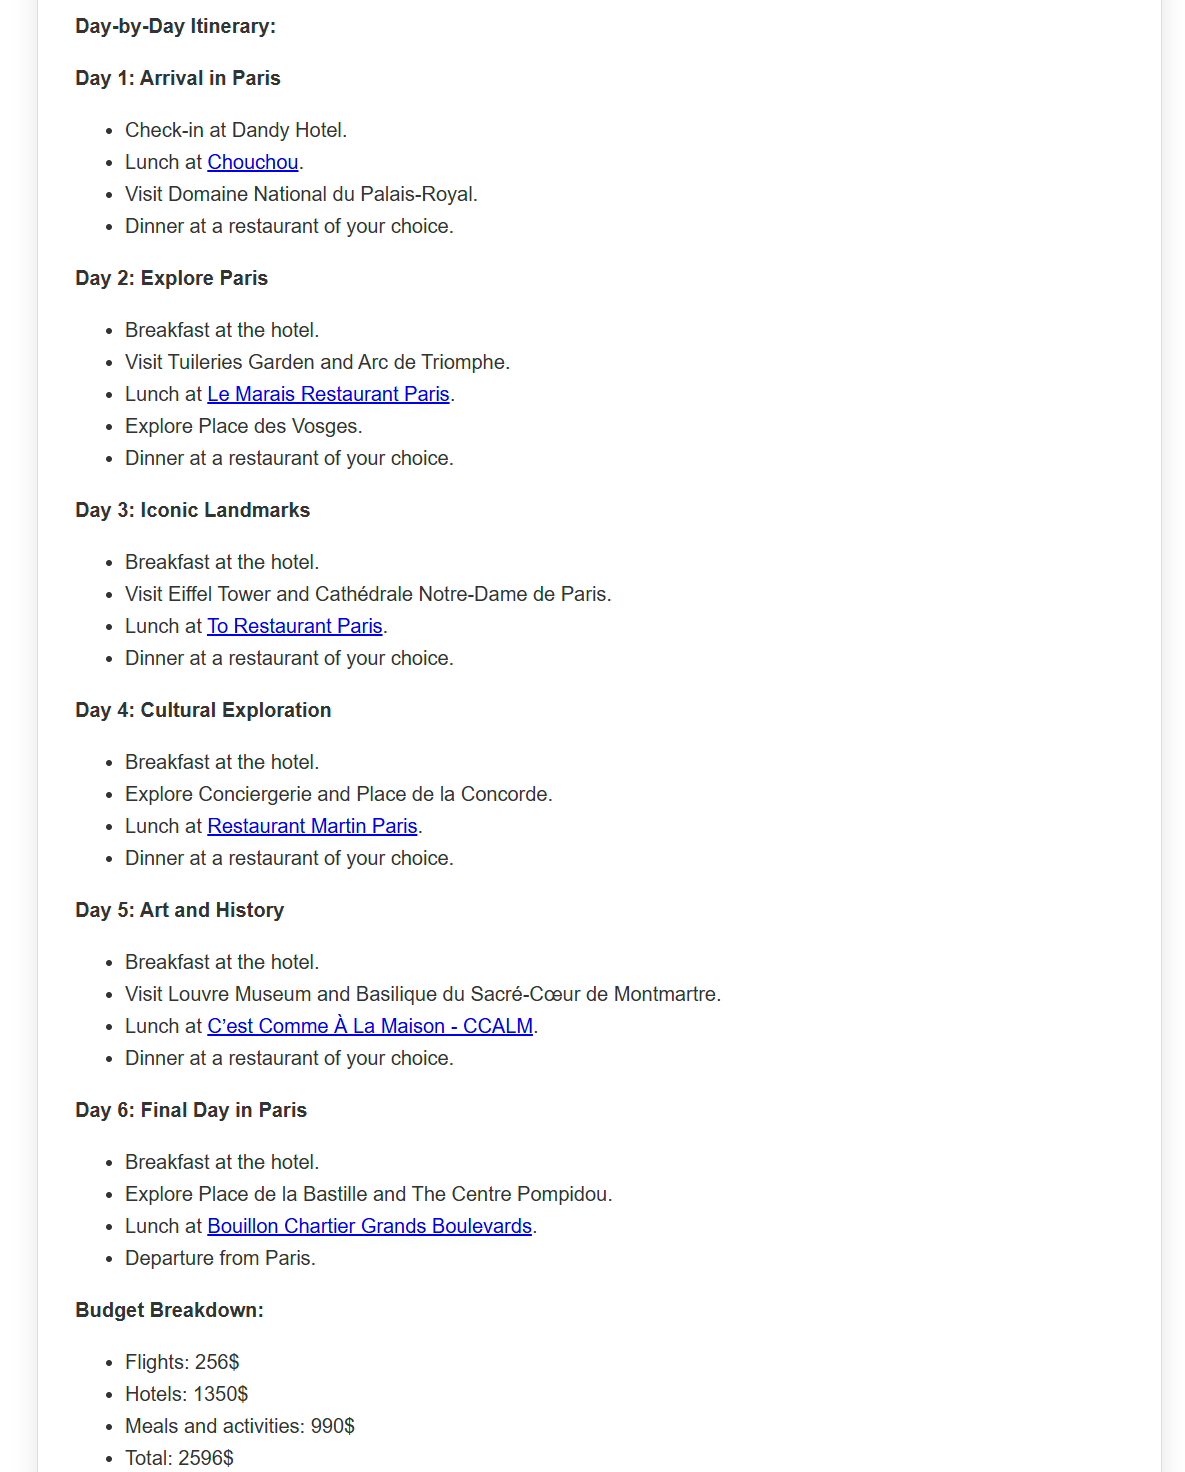 Day-by-Day Itinerary:
Day 1: Arrival in Paris
Check-in at Dandy Hotel.
Lunch at Chouchou.
Visit Domaine National du Palais-Royal.
Dinner at a restaurant of your choice.
Day 2: Explore Paris
Breakfast at the hotel.
Visit Tuileries Garden and Arc de Triomphe.
Lunch at Le Marais Restaurant Paris.
Explore Place des Vosges.
Dinner at a restaurant of your choice.
Day 3: Iconic Landmarks
Breakfast at the hotel.
Visit Eiffel Tower and Cathédrale Notre-Dame de Paris.
Lunch at To Restaurant Paris.
Dinner at a restaurant of your choice.
Day 4: Cultural Exploration
Breakfast at the hotel.
Explore Conciergerie and Place de la Concorde.
Lunch at Restaurant Martin Paris.
Dinner at a restaurant of your choice.
Day 5: Art and History
Breakfast at the hotel.
Visit Louvre Museum and Basilique du Sacré-Cœur de Montmartre.
Lunch at C’est Comme À La Maison - CCALM.
Dinner at a restaurant of your choice.
Day 6: Final Day in Paris
Breakfast at the hotel.
Explore Place de la Bastille and The Centre Pompidou.
Lunch at Bouillon Chartier Grands Boulevards.
Departure from Paris.
Budget Breakdown:
Flights: 256$
Hotels: 1350$
Meals and activities: 990$
Total: 2596$